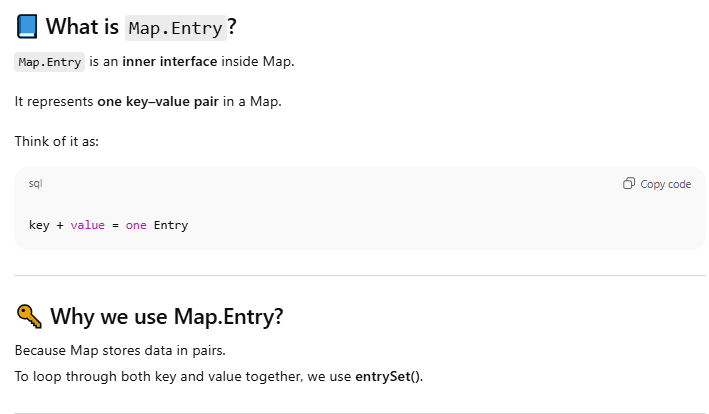 📘 What is Map.Entry?
Map.Entry is an inner interface inside Map.
It represents one key–value pair in a Map.
Think of it as:
sql
Copy code
key + value = one Entry
🔑 Why we use Map.Entry?
Because Map stores data in pairs.
To loop through both key and value together, we use entrySet().